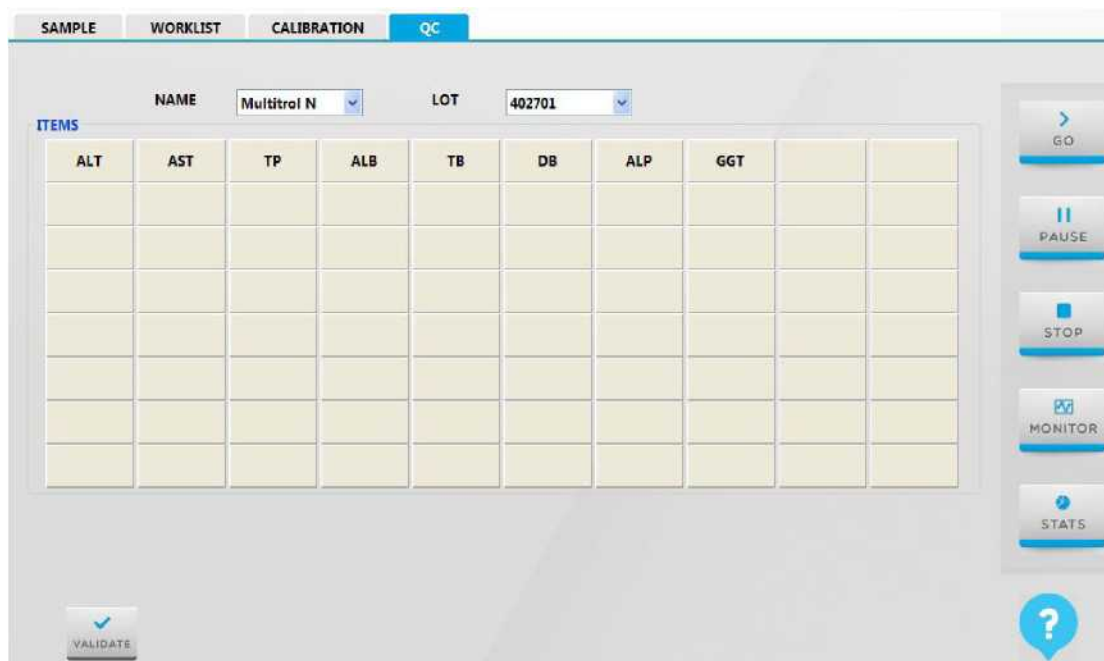 SAMPLE WORKLIST CALIBRATION QC
NAME Multitrol N LOT 402701
ITEMS
ALT AST TP ALB TB DB ALP GGT
GO
PAUSE
STOP
MONITOR
STATS
VALIDATE
?